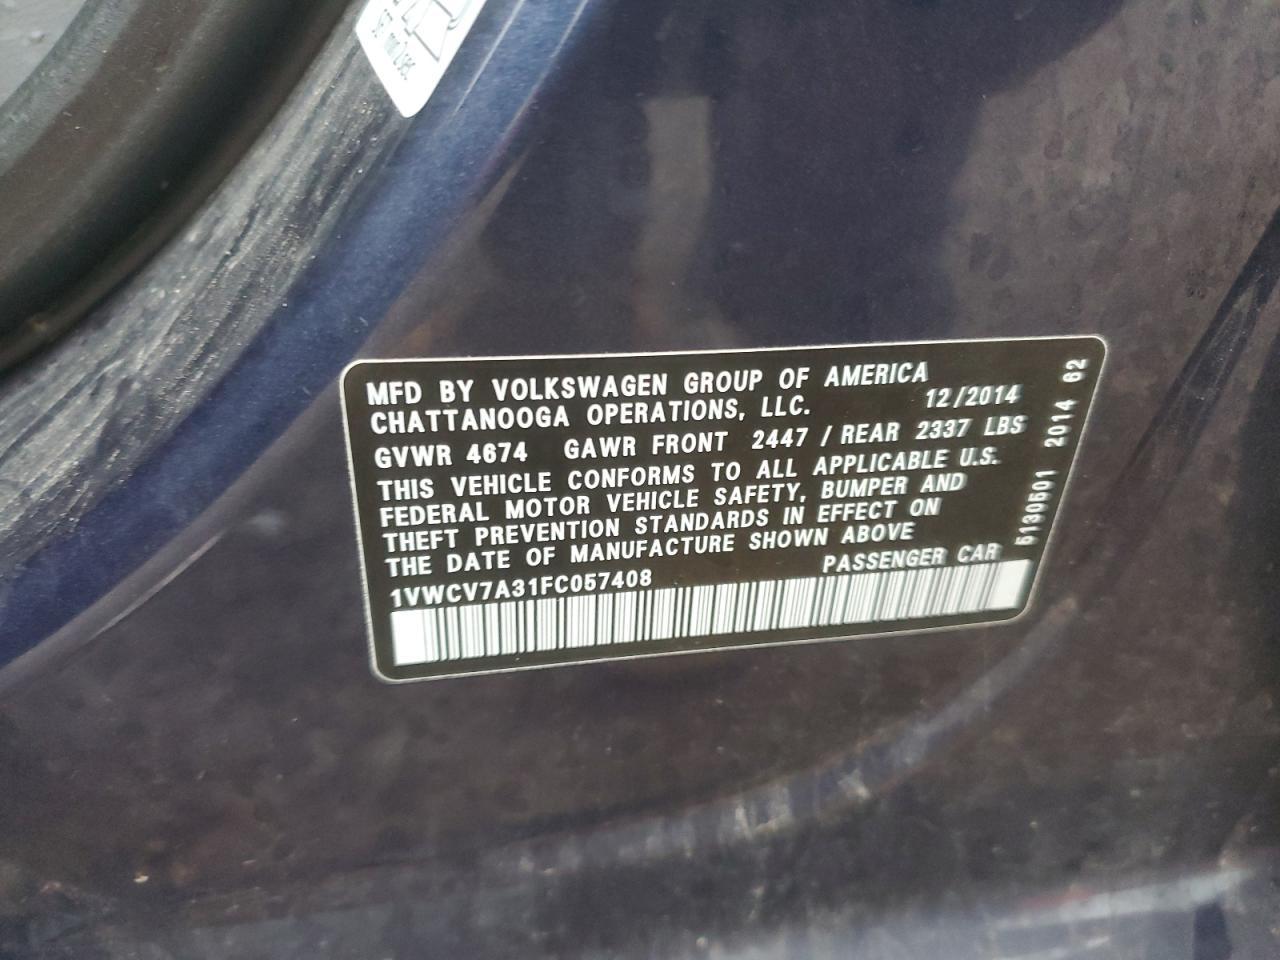 MFD BY VOLKSWAGEN GROUP OF AMERICA
CHATTANOOGA OPERATIONS, LLC. 12/2014
GVWR 4674 GAWR FRONT 2447 / REAR 2337 LBS
THIS VEHICLE CONFORMS TO ALL APPLICABLE U.S.
FEDERAL MOTOR VEHICLE SAFETY, BUMPER AND
THEFT PREVENTION STANDARDS IN EFFECT ON
THE DATE OF MANUFACTURE SHOWN ABOVE
1VWCV7A31FC057408 PASSENGER CAR
5130501 2014 62